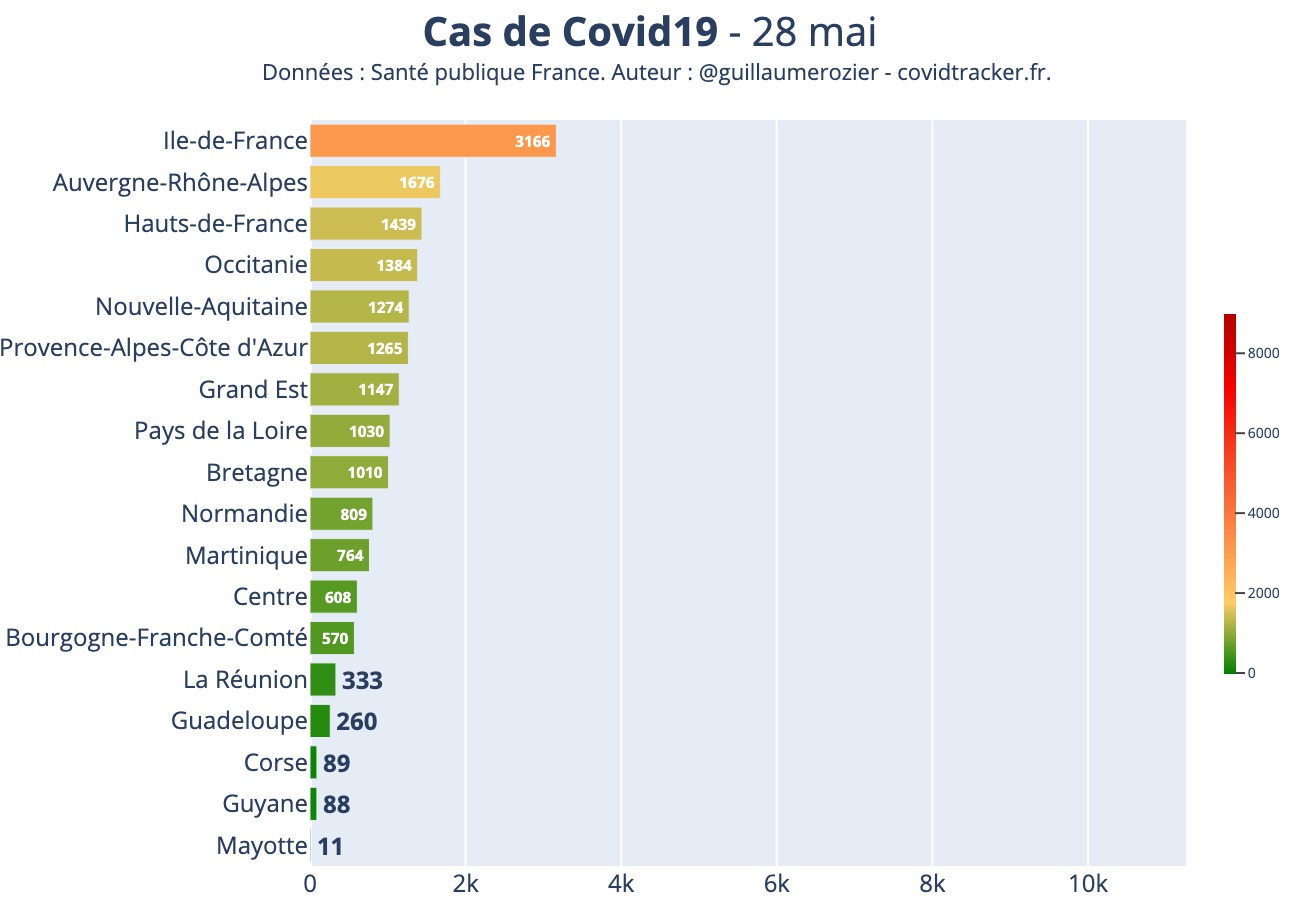 Cas de Covid19 - 28 mai
Données : Santé publique France. Auteur : @guillaumerozier - covidtracker.fr.
Ile-de-France 3166
Auvergne-Rhône-Alpes 1676
Hauts-de-France 1439
Occitanie 1384
Nouvelle-Aquitaine 1274
Provence-Alpes-Côte d'Azur 1265
Grand Est 1147
Pays de la Loire 1030
Bretagne 1010
Normandie 809
Martinique 764
Centre 608
Bourgogne-Franche-Comté 570
La Réunion 333
Guadeloupe 260
Corse 89
Guyane 88
Mayotte 11
0 2k 4k 6k 8k 10k
8000
6000
4000
2000
0